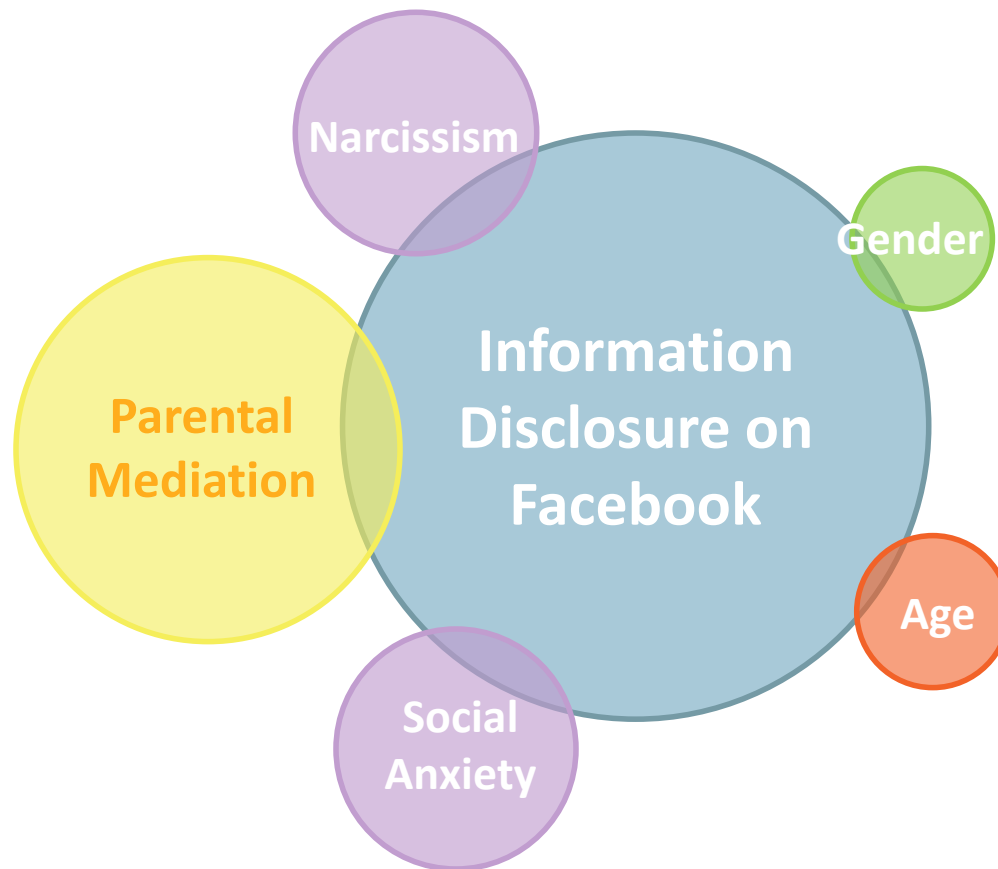 Narcissism
Gender
Information
Disclosure on
Facebook
Parental
Mediation
Age
Social
Anxiety